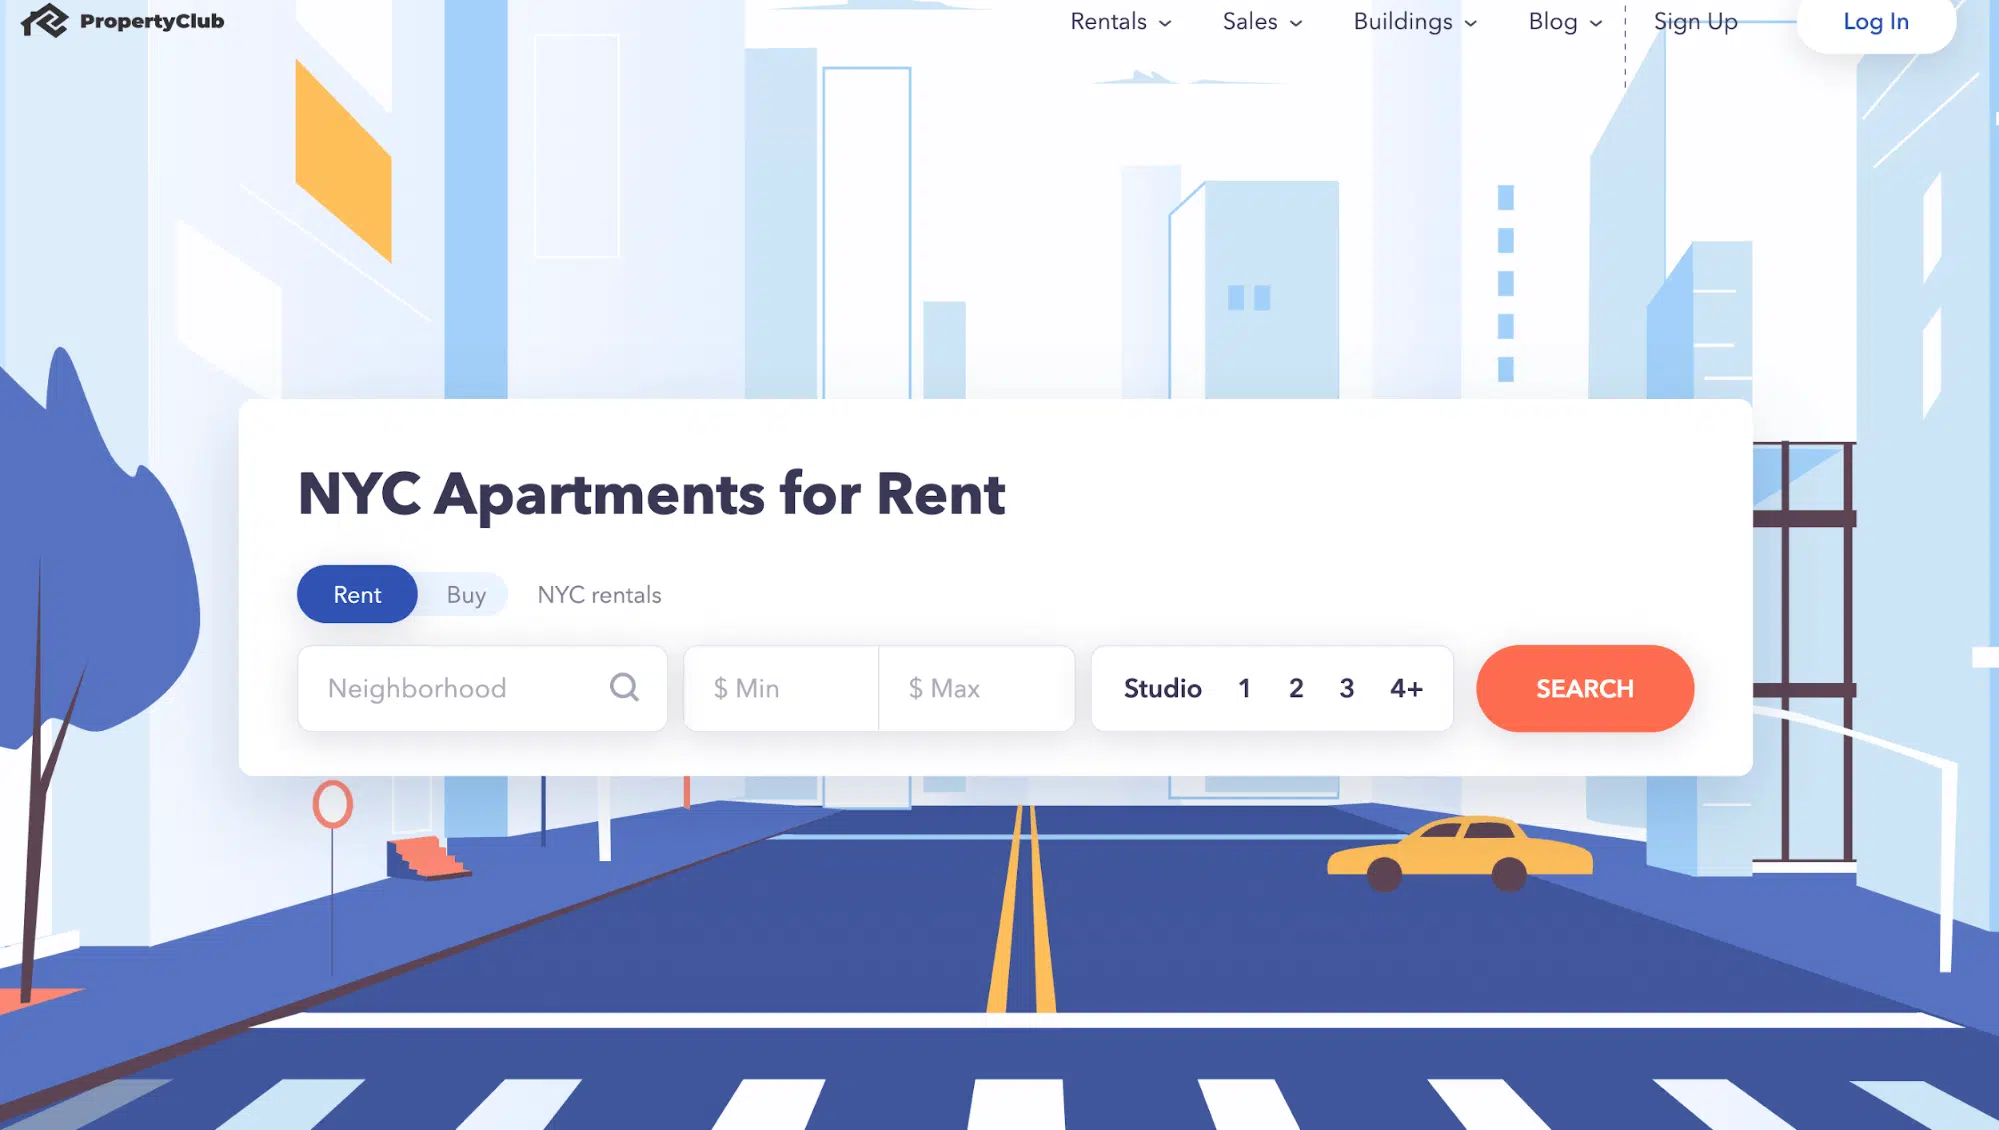 PropertyClub
Rentals Sales Buildings Blog Sign Up Log In
NYC Apartments for Rent
Rent Buy NYC rentals
Neighborhood $ Min $ Max Studio 1 2 3 4+ SEARCH